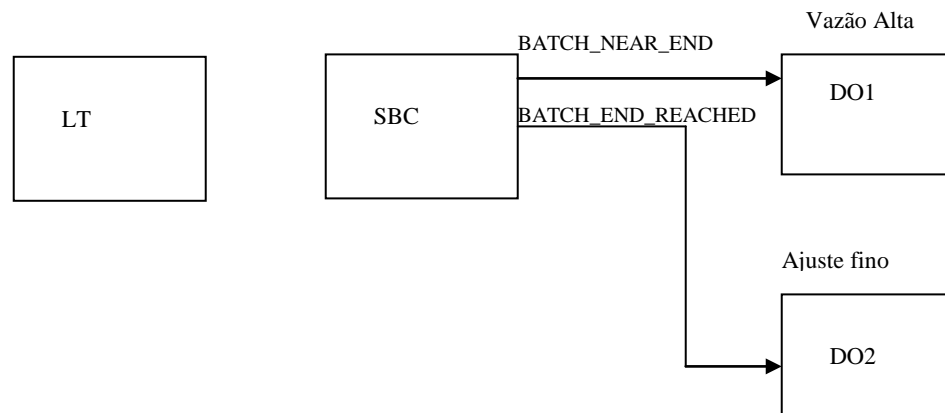 Vazão Alta
BATCH_NEAR_END
LT
SBC
DO1
BATCH_END_REACHED
Ajuste fino
DO2